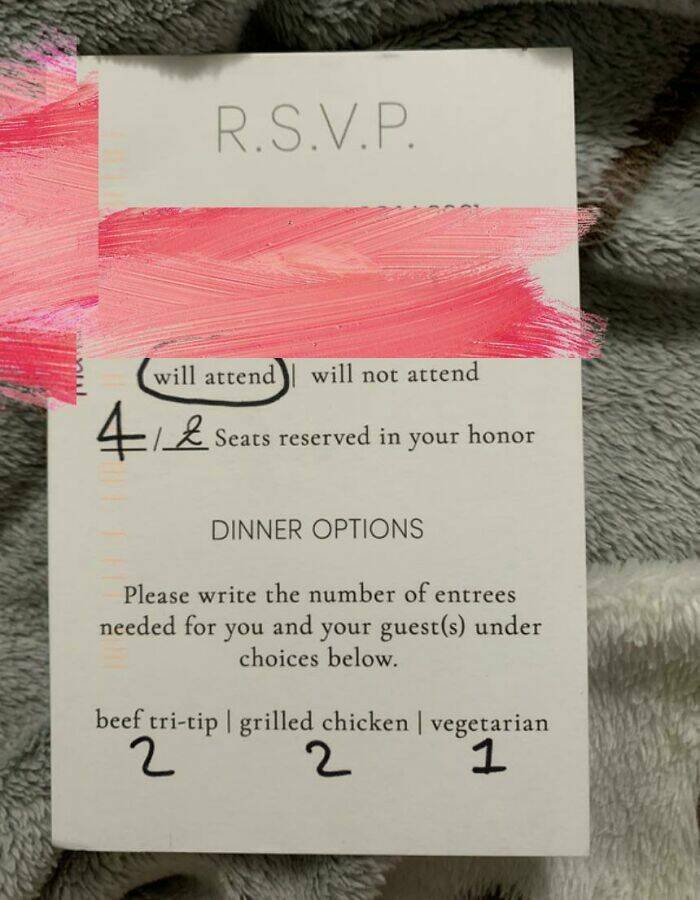 R.S.V.P.
will attend | will not attend
4 / 2 Seats reserved in your honor
DINNER OPTIONS
Please write the number of entrees
needed for you and your guest(s) under
choices below.
beef tri-tip | grilled chicken | vegetarian
2 2 1